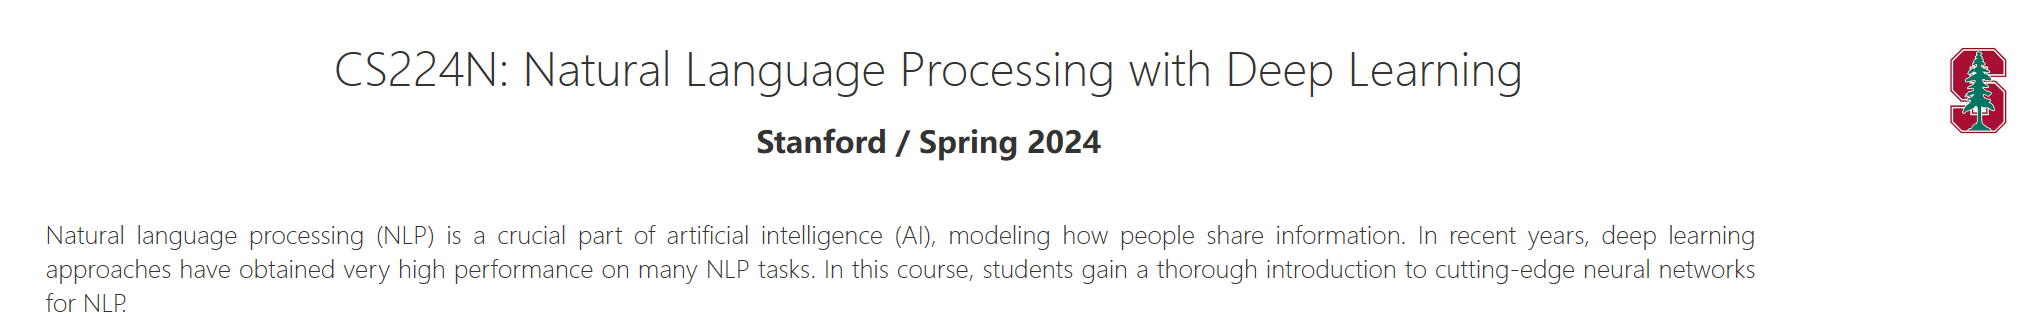 CS224N: Natural Language Processing with Deep Learning
Stanford / Spring 2024
Natural language processing (NLP) is a crucial part of artificial intelligence (AI), modeling how people share information. In recent years, deep learning
approaches have obtained very high performance on many NLP tasks. In this course, students gain a thorough introduction to cutting-edge neural networks
for NLP.